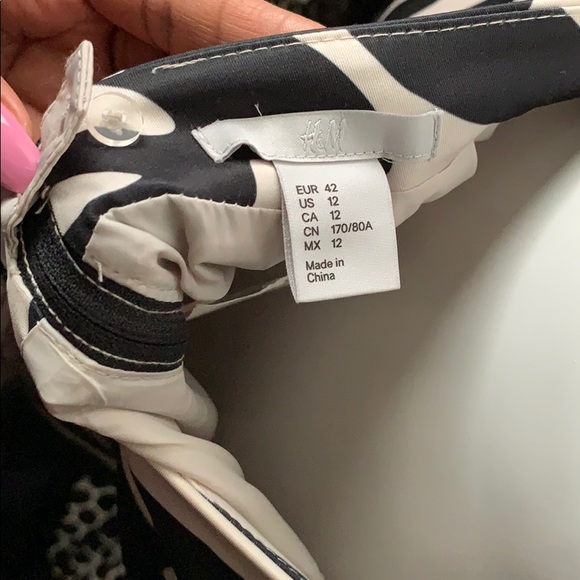 H&M
EUR 42
US 12
CA 12
CN 170/80A
MX 12
Made in
China